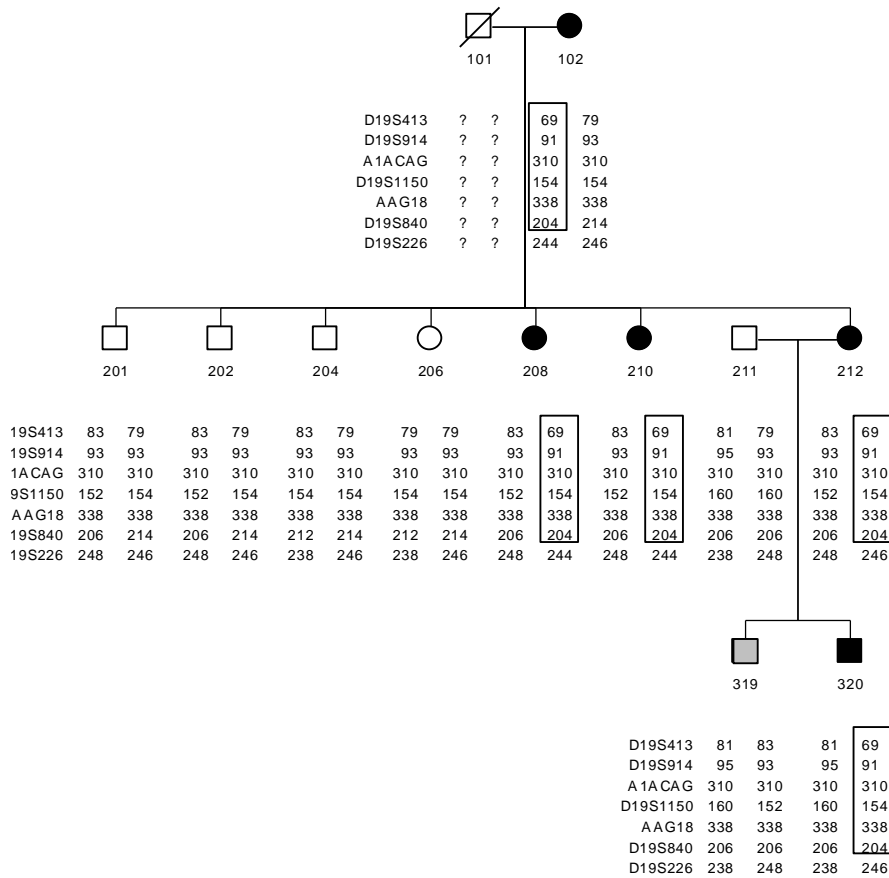 101 102
D19S413 ? ? 69 79
D19S914 ? ? 91 93
A1ACAG ? ? 310 310
D19S1150 ? ? 154 154
AAG18 ? ? 338 338
D19S840 ? ? 204 214
D19S226 ? ? 244 246
201 202 204 206 208 210 211 212
19S413 83 79 83 79 83 79 79 79 83 69 83 69 81 79 83 69
19S914 93 93 93 93 93 93 93 93 93 91 93 91 95 93 93 91
1ACAG 310 310 310 310 310 310 310 310 310 310 310 310 310 310 310 310
9S1150 152 154 152 154 154 154 154 154 152 154 152 154 160 160 152 154
AAG18 338 338 338 338 338 338 338 338 338 338 338 338 338 338 338 338
19S840 206 214 206 214 212 214 212 214 206 204 206 204 206 206 206 204
19S226 248 246 248 246 238 246 238 246 248 244 248 244 238 248 248 246
319 320
D19S413 81 83 81 69
D19S914 95 93 95 91
A1ACAG 310 310 310 310
D19S1150 160 152 160 154
AAG18 338 338 338 338
D19S840 206 206 206 204
D19S226 238 248 238 246